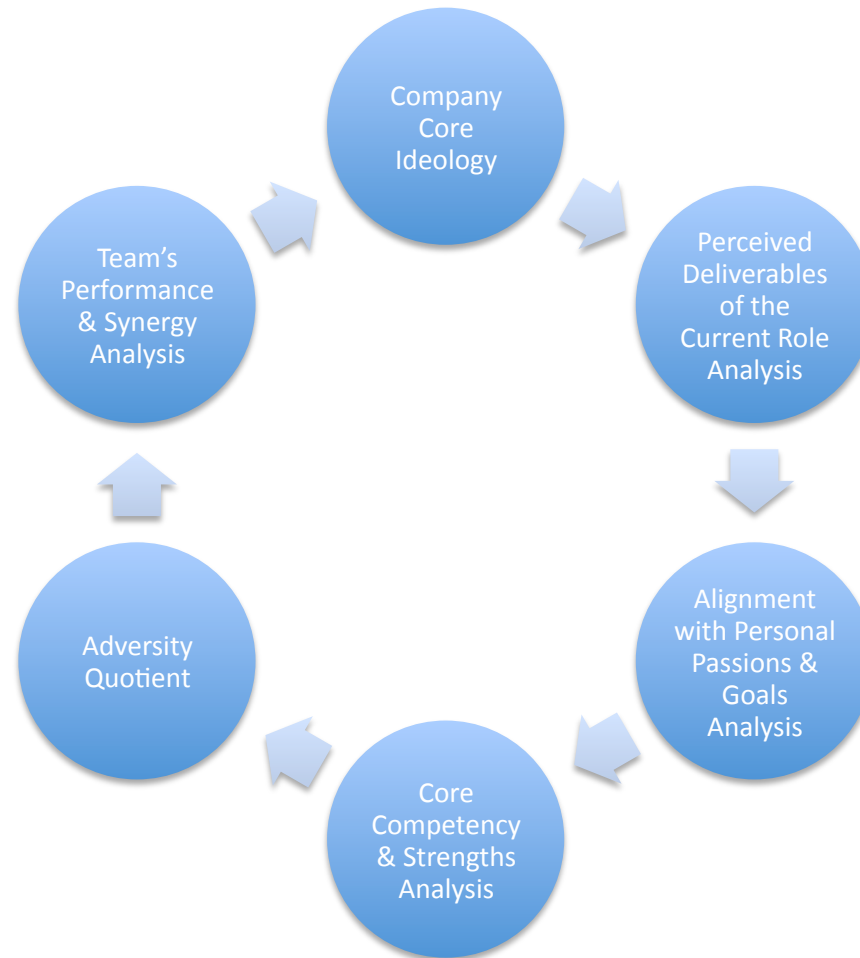 Company
Core
Ideology
Perceived
Deliverables
of the
Current Role
Analysis
Alignment
with Personal
Passions &
Goals
Analysis
Core
Competency
& Strengths
Analysis
Adversity
Quotient
Team’s
Performance
& Synergy
Analysis